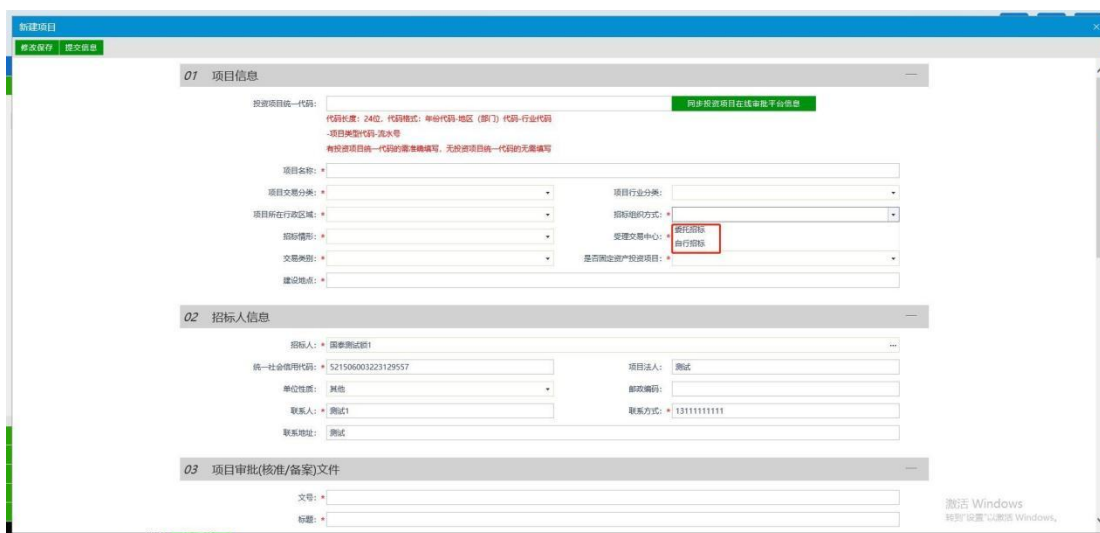 新建项目
修改保存 提交信息
01 项目信息
投资项目统一代码: 同步投资项目在线审批平台信息
代码长度: 24位, 代码格式: 年份代码-地区 (部门) 代码-行业代码
-项目类型代码-流水号
有投资项目统一代码的需准确填写, 无投资项目统一代码的无需填写
项目名称: *
项目交易分类: * 项目行业分类:
项目所在行政区域: * 招标组织方式: *
委托招标
招标情形: * 受理交易中心: *
自行招标
交易类别: * 是否固定资产投资项目: *
建设地点: *
02 招标人信息
招标人: * 国泰测试锁1 ...
统一社会信用代码: * 521506003223129557 项目法人: 测试
单位性质: 其他 邮政编码:
联系人: * 测试1 联系方式: * 13111111111
联系地址: 测试
03 项目审批(核准/备案)文件
文号: *
标题: *
激活 Windows
转到"设置"以激活 Windows。